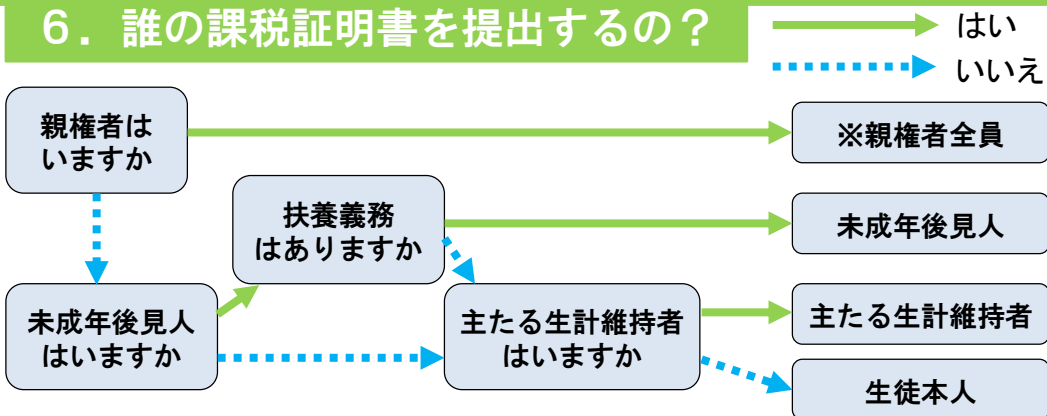 ６．誰の課税証明書を提出するの？
はい
いいえ
親権者は
いますか
※親権者全員
扶養義務
はありますか
未成年後見人
未成年後見人
はいますか
主たる生計維持者
はいますか
主たる生計維持者
生徒本人